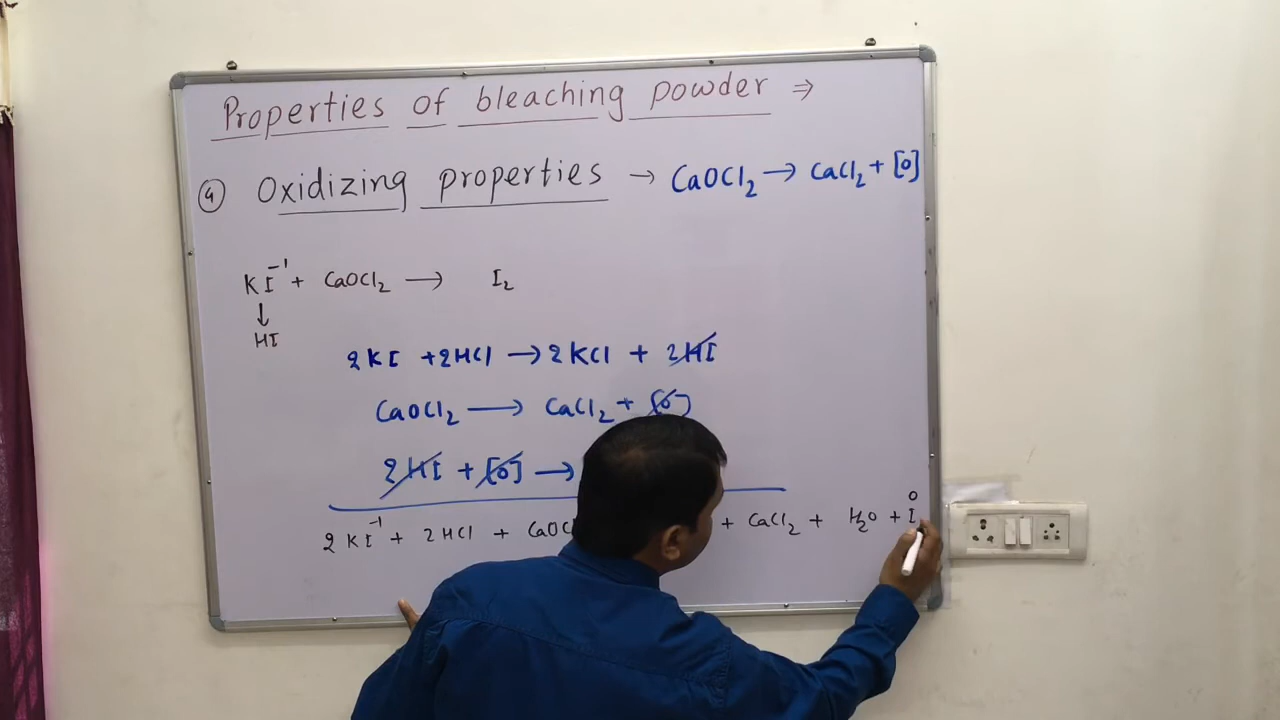 Properties of bleaching powder ⇒
④ Oxidizing properties → CaOCl₂ → CaCl₂ + [O]
KI⁻¹ + CaOCl₂ → I₂
↓
HI
2KI + 2HCl → 2KCl + 2HI
CaOCl₂ → CaCl₂ + [O]
2HI + [O] →
2KI⁻¹ + 2HCl + + CaCl₂ + H₂O + I⁰